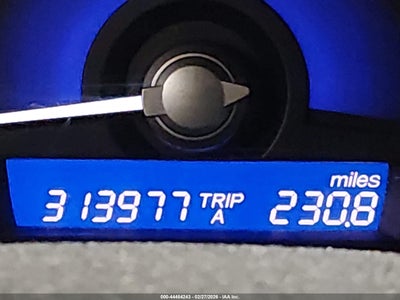 miles
313977 TRIP A 230.8
000-44484243 - 02/27/2026 - IAA Inc.